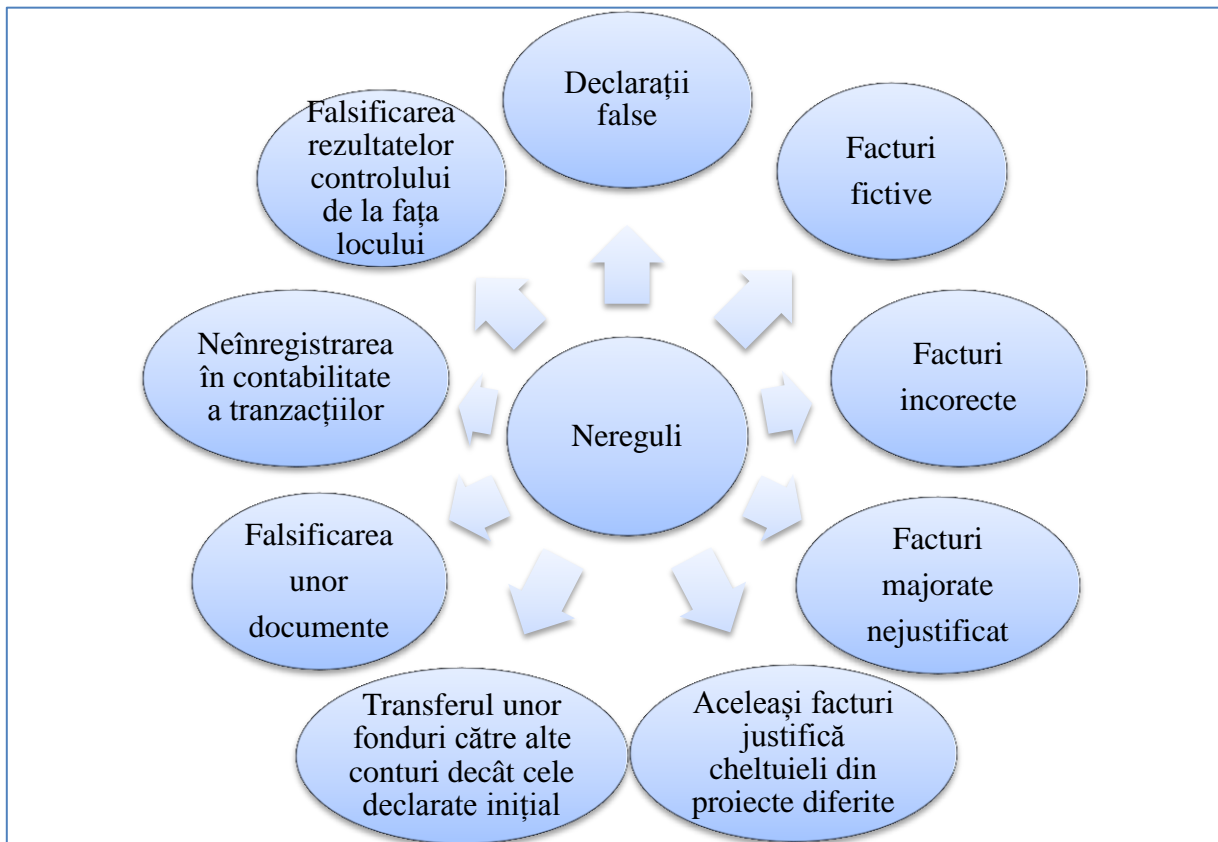 Declarații
false
Facturi
fictive
Facturi
incorecte
Facturi
majorate
nejustificat
Aceleași facturi
justifică
cheltuieli din
proiecte diferite
Transferul unor
fonduri către alte
conturi decât cele
declarate inițial
Falsificarea
unor
documente
Neînregistrarea
în contabilitate
a tranzacțiilor
Falsificarea
rezultatelor
controlului
de la fața
locului
Nereguli